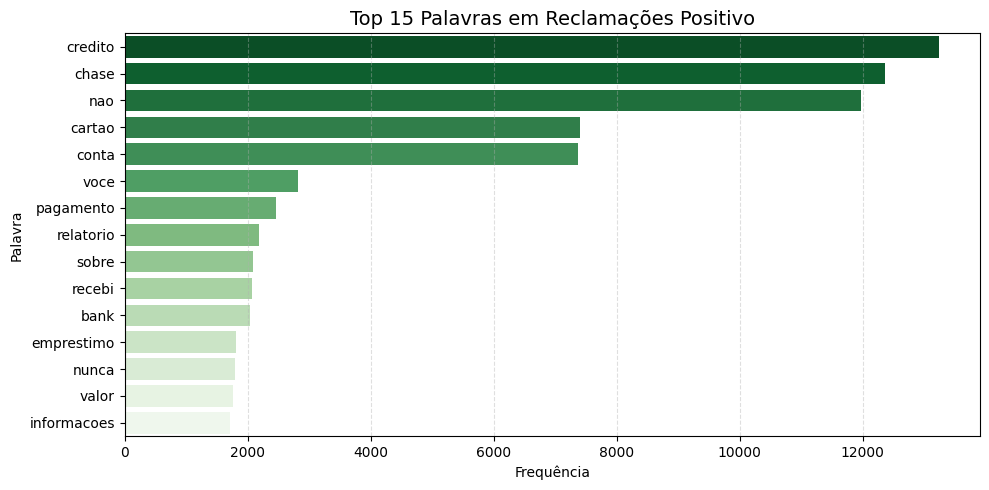 Top 15 Palavras em Reclamações Positivo
Palavra
credito
chase
nao
cartao
conta
voce
pagamento
relatorio
sobre
recebi
bank
emprestimo
nunca
valor
informacoes
0 2000 4000 6000 8000 10000 12000
Frequência